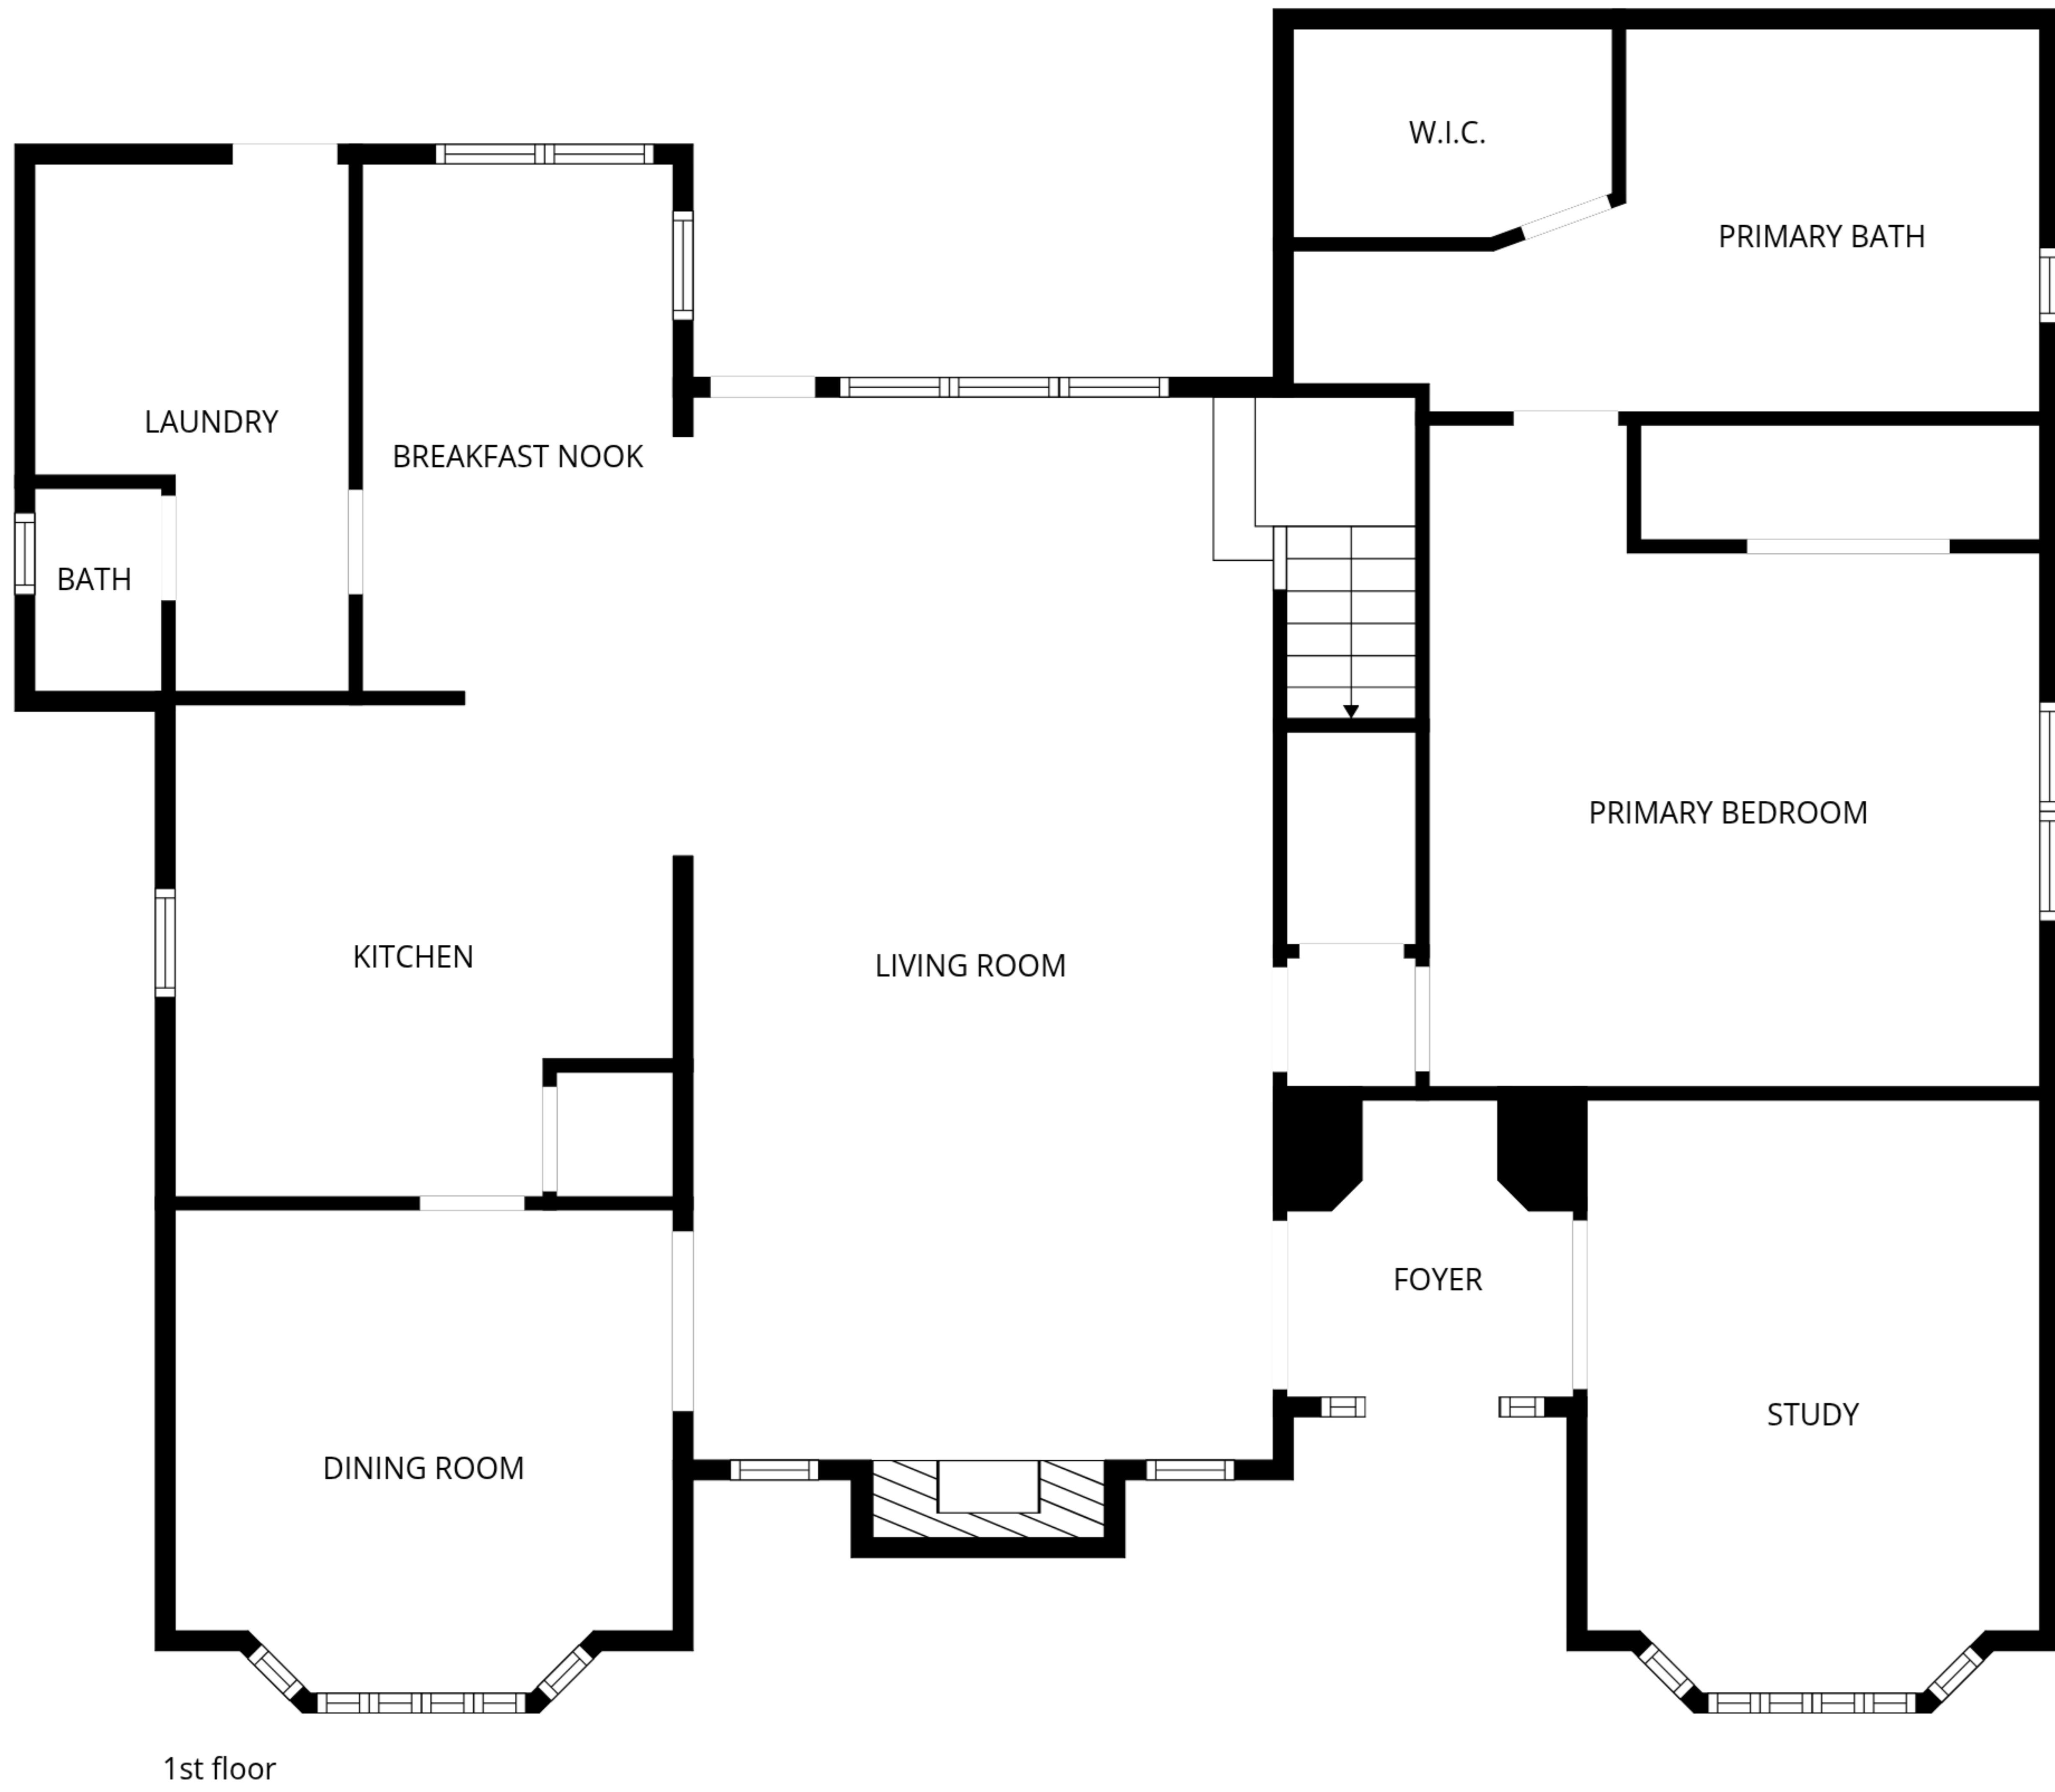 W.I.C.
PRIMARY BATH
LAUNDRY
BREAKFAST NOOK
BATH
PRIMARY BEDROOM
KITCHEN
LIVING ROOM
FOYER
STUDY
DINING ROOM
1st floor